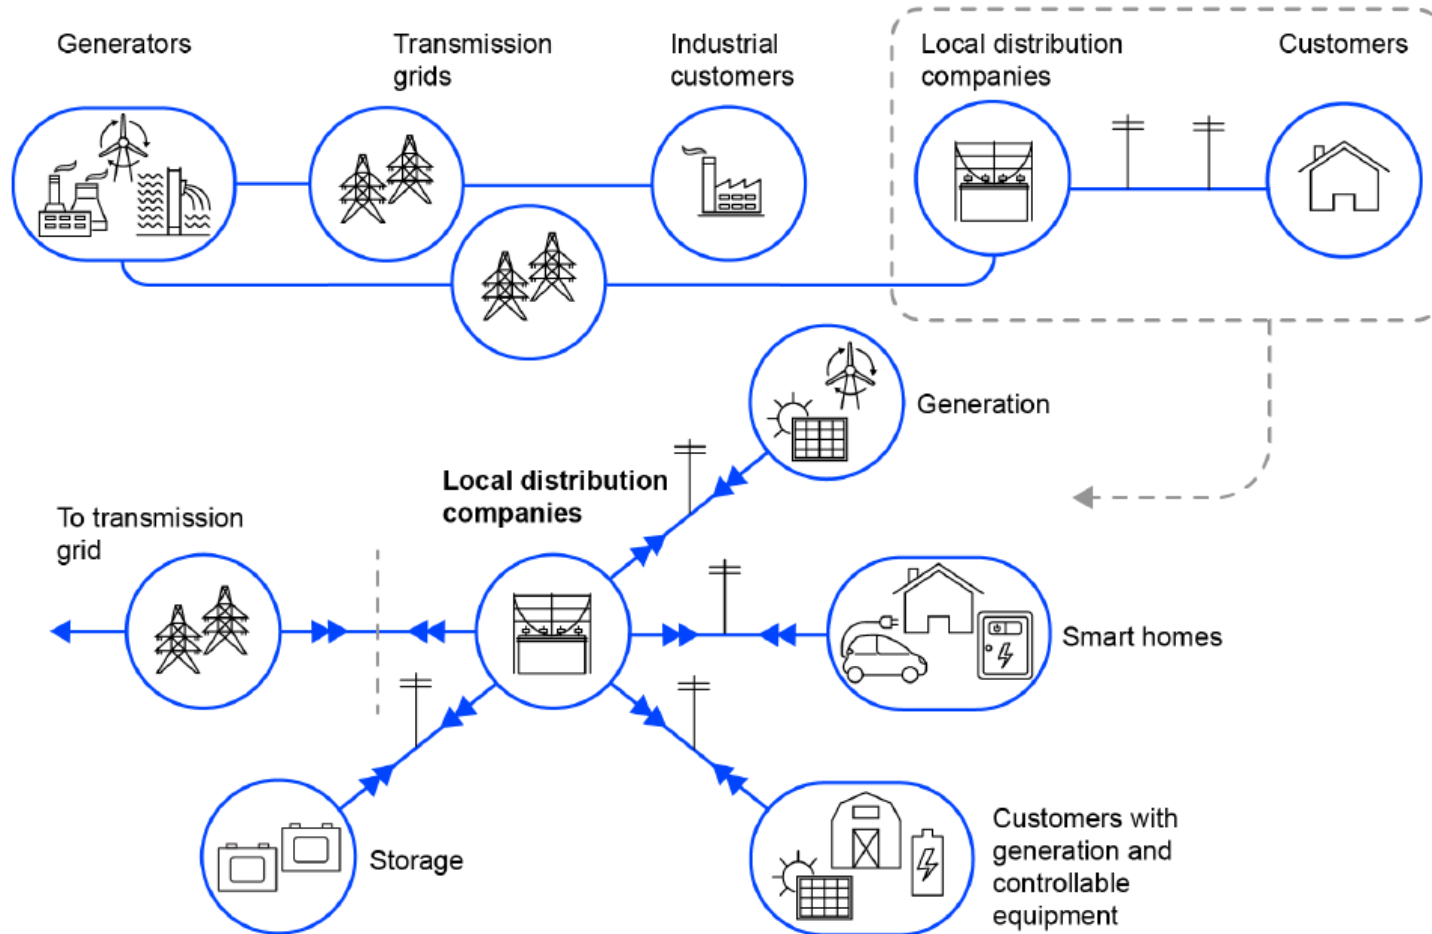 Generators
Transmission
grids
Industrial
customers
Local distribution
companies
Customers
Generation
Local distribution
companies
To transmission
grid
Smart homes
Storage
Customers with
generation and
controllable
equipment